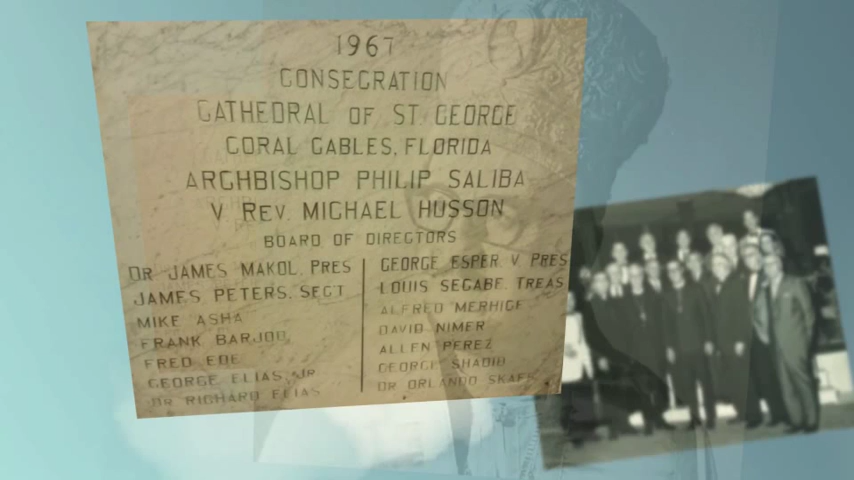 1967
CONSECRATION
CATHEDRAL OF ST. GEORGE
CORAL GABLES, FLORIDA
ARCHBISHOP PHILIP SALIBA
V. REV. MICHAEL HUSSON
BOARD OF DIRECTORS
DR JAMES MAKOL, PRES
JAMES PETERS, SECT
MIKE ASHA
FRANK BARJOB
FRED EDE
GEORGE ELIAS, JR
DR RICHARD ELIAS
GEORGE ESPER, V. PRES
LOUIS SEGABE, TREAS
ALFRED MERHIGE
DAVID NIMER
ALLEN PEREZ
GEORGE SHADID
DR ORLANDO SKAFF